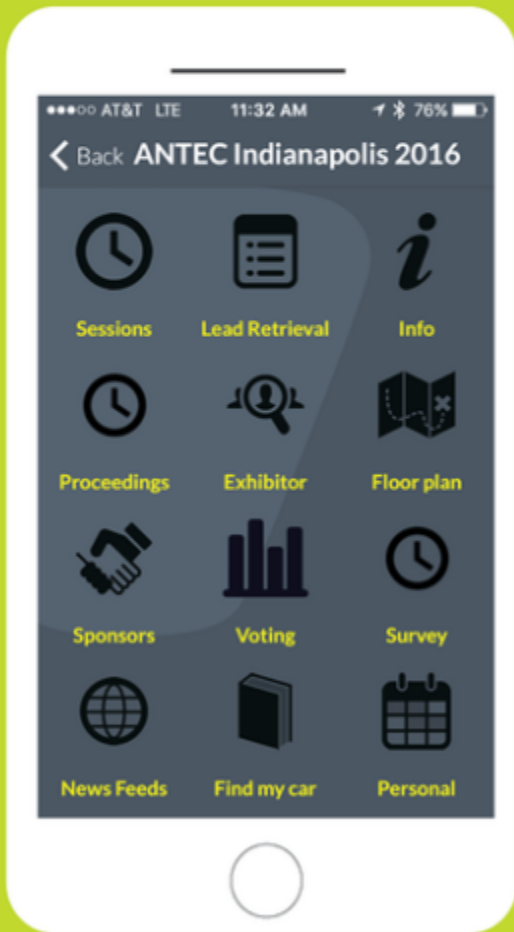 AT&T LTE 11:32 AM 76%
Back ANTEC Indianapolis 2016
Sessions Lead Retrieval Info
Proceedings Exhibitor Floor plan
Sponsors Voting Survey
News Feeds Find my car Personal